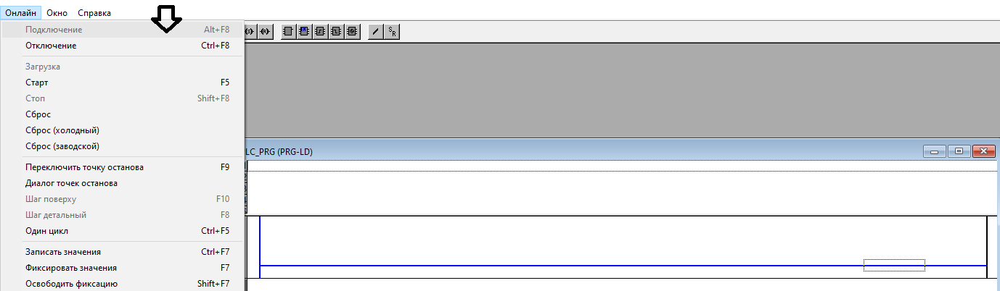 Онлайн Окно Справка
Подключение Alt+F8
Отключение Ctrl+F8
Загрузка
Старт F5
Стоп Shift+F8
Сброс
Сброс (холодный)
Сброс (заводской)
LC_PRG (PRG-LD)
Переключить точку останова F9
Диалог точек останова
Шаг поверху F10
Шаг детальный F8
Один цикл Ctrl+F5
Записать значения Ctrl+F7
Фиксировать значения F7
Освободить фиксацию Shift+F7